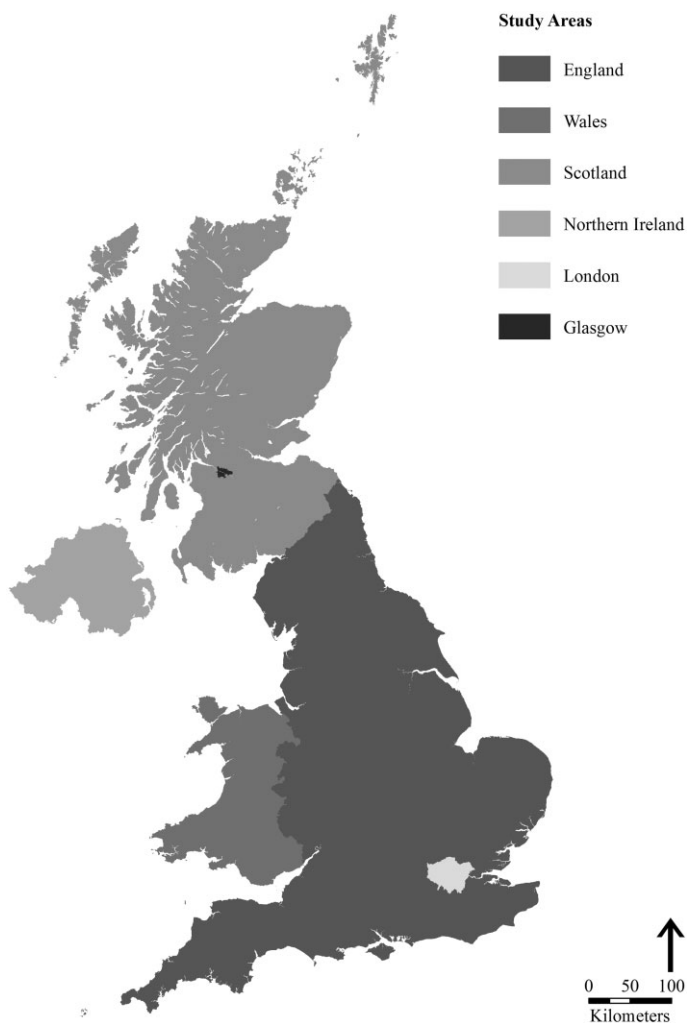 Study Areas
England
Wales
Scotland
Northern Ireland
London
Glasgow
0 50 100
Kilometers